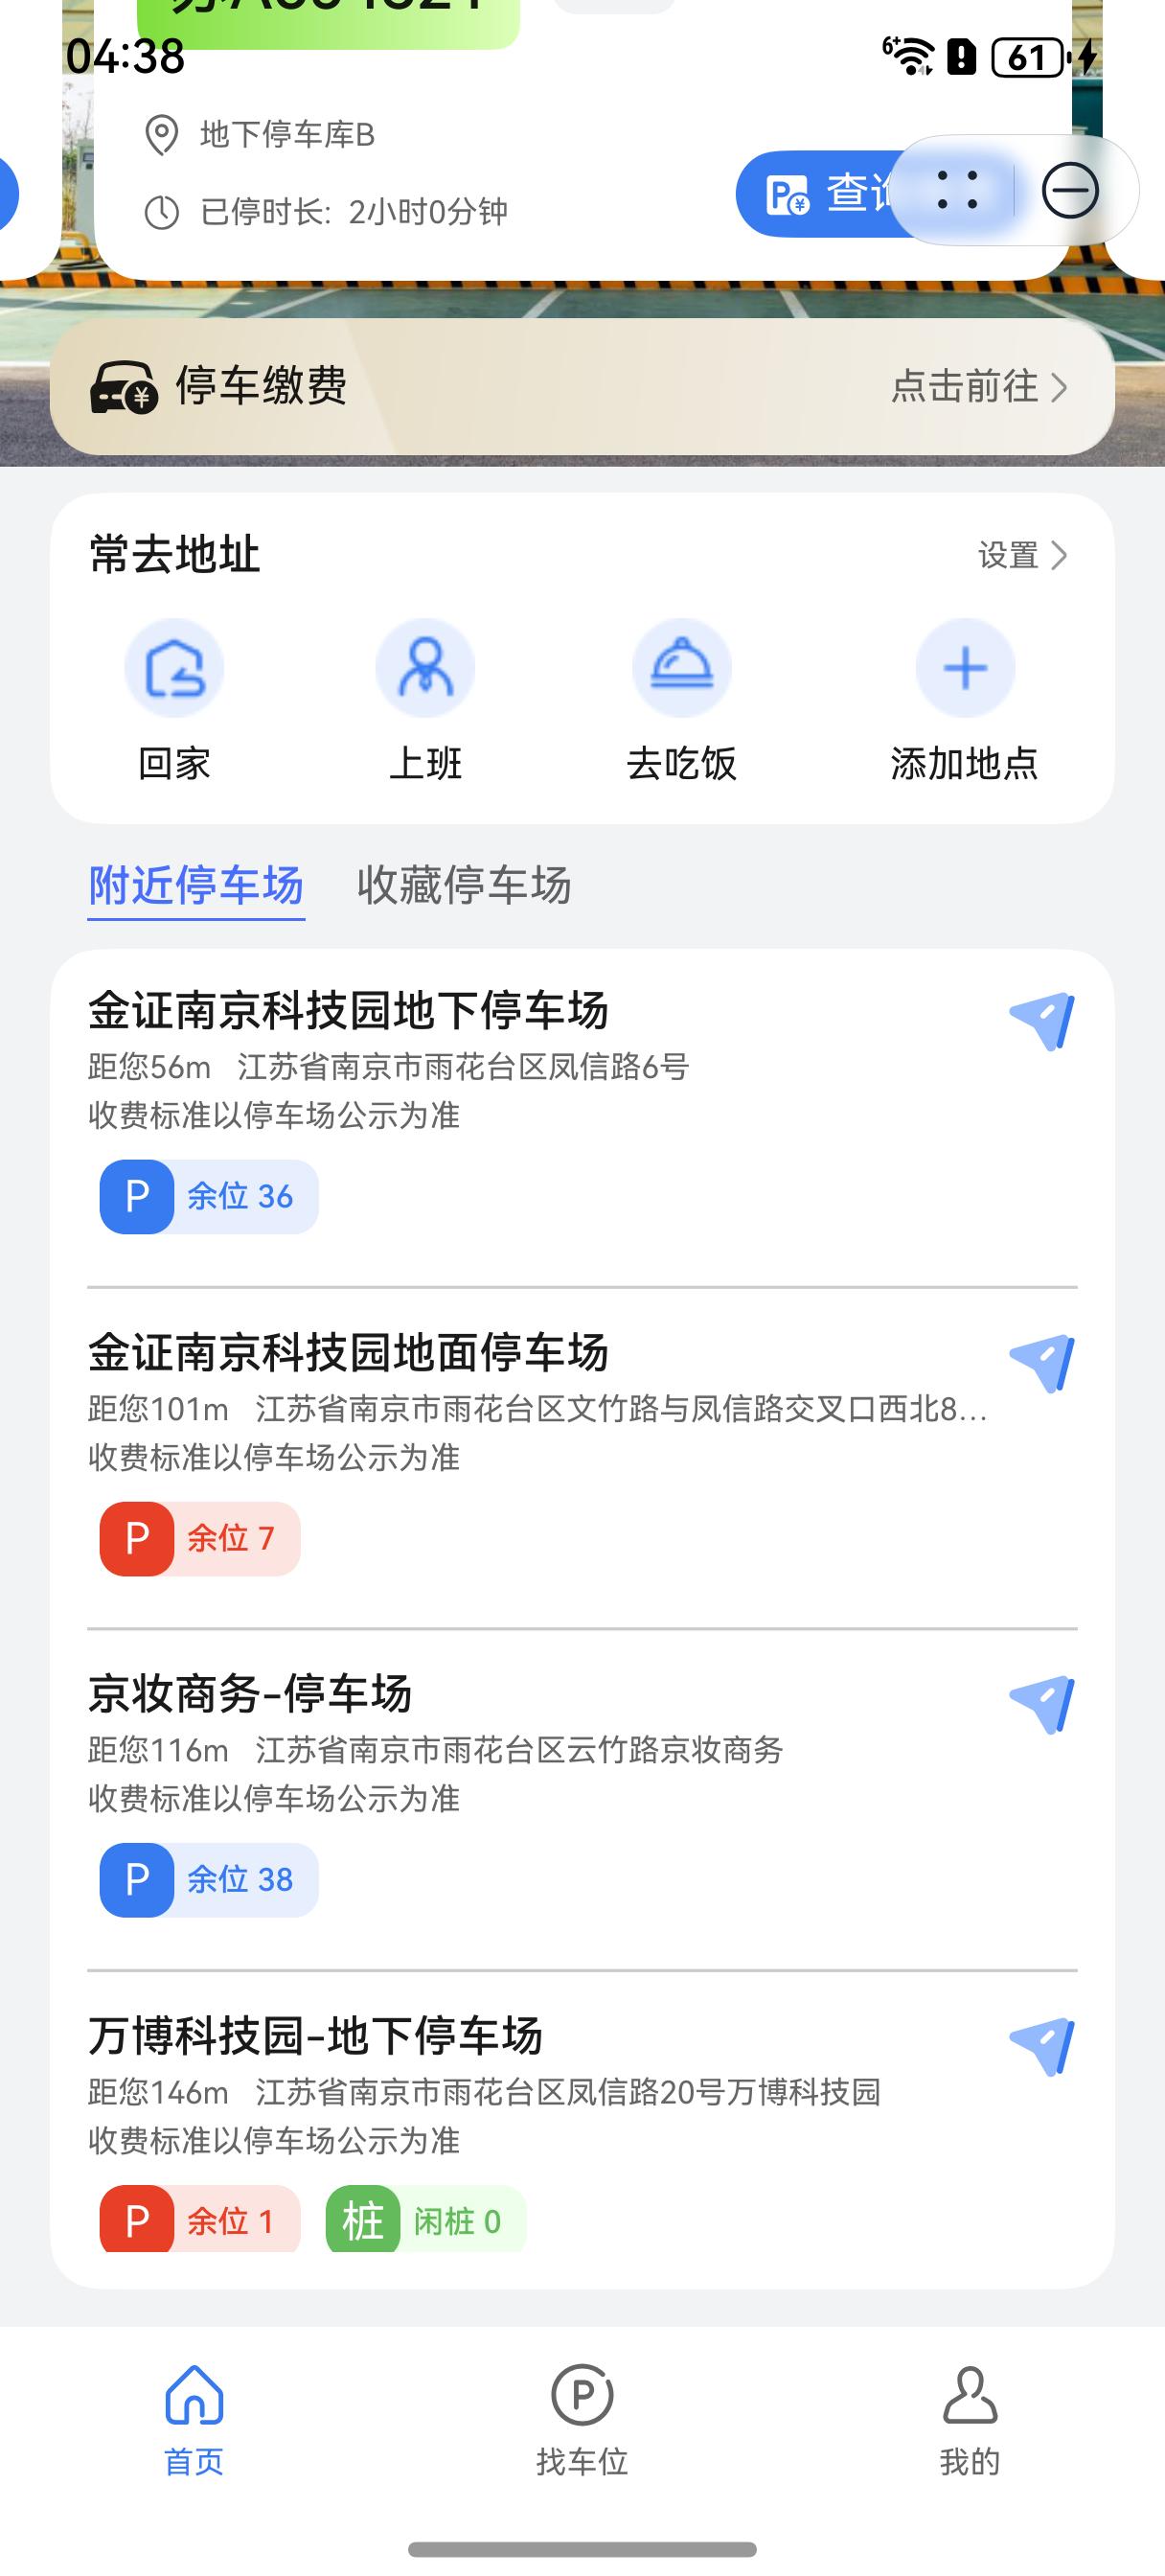 04:38
61
地下停车库B
已停时长: 2小时0分钟
查
停车缴费
点击前往
常去地址
设置
回家
上班
去吃饭
添加地点
附近停车场
收藏停车场
金证南京科技园地下停车场
距您56m 江苏省南京市雨花台区凤信路6号
收费标准以停车场公示为准
P 余位 36
金证南京科技园地面停车场
距您101m 江苏省南京市雨花台区文竹路与凤信路交叉口西北8...
收费标准以停车场公示为准
P 余位 7
京妆商务-停车场
距您116m 江苏省南京市雨花台区云竹路京妆商务
收费标准以停车场公示为准
P 余位 38
万博科技园-地下停车场
距您146m 江苏省南京市雨花台区凤信路20号万博科技园
收费标准以停车场公示为准
P 余位 1 桩 闲桩 0
首页
找车位
我的